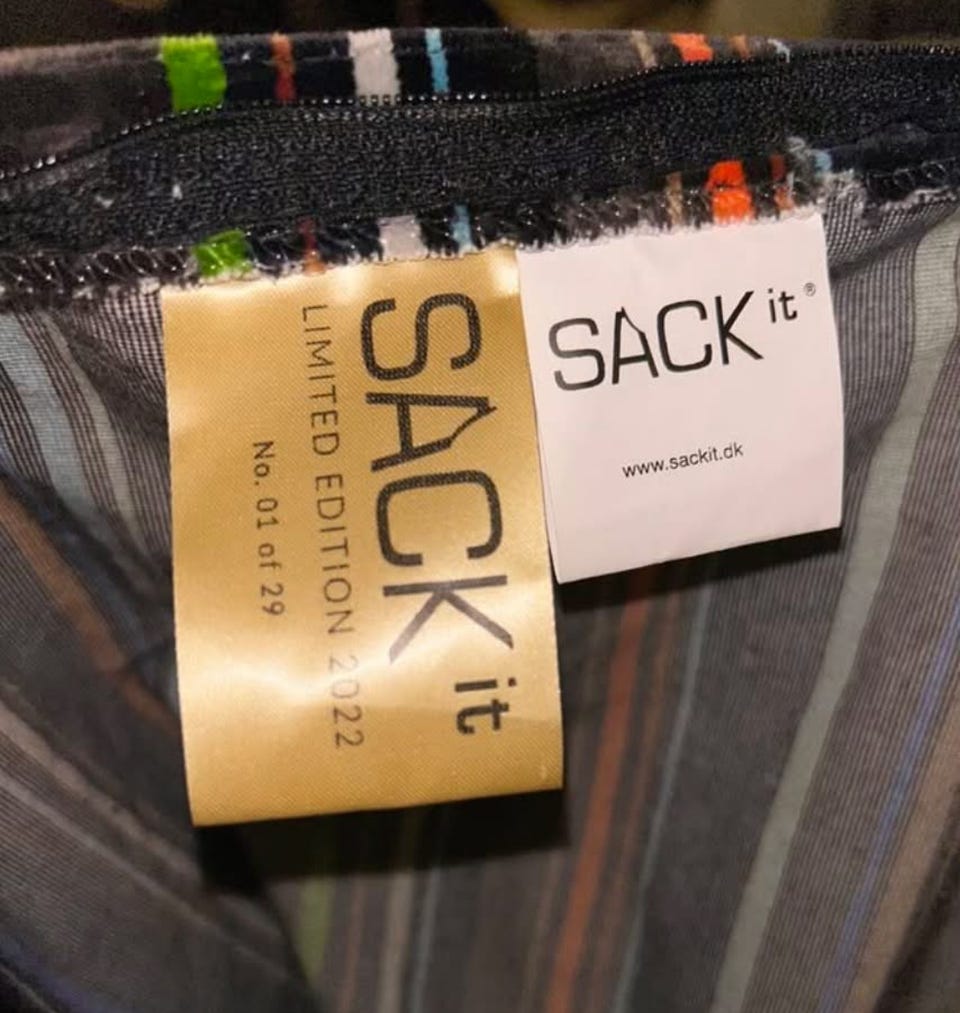 SACK it
LIMITED EDITION 2022
No. 01 of 29
SACK it®
www.sackit.dk